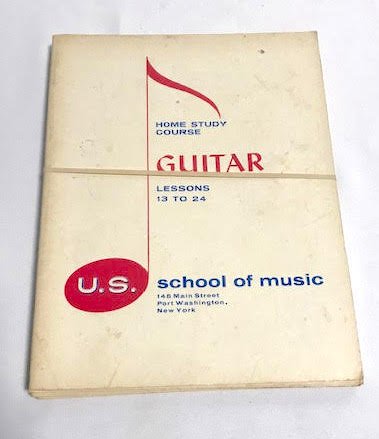 HOME STUDY
COURSE
GUITAR
LESSONS
13 TO 24
U.S. school of music
146 Main Street
Port Washington,
New York